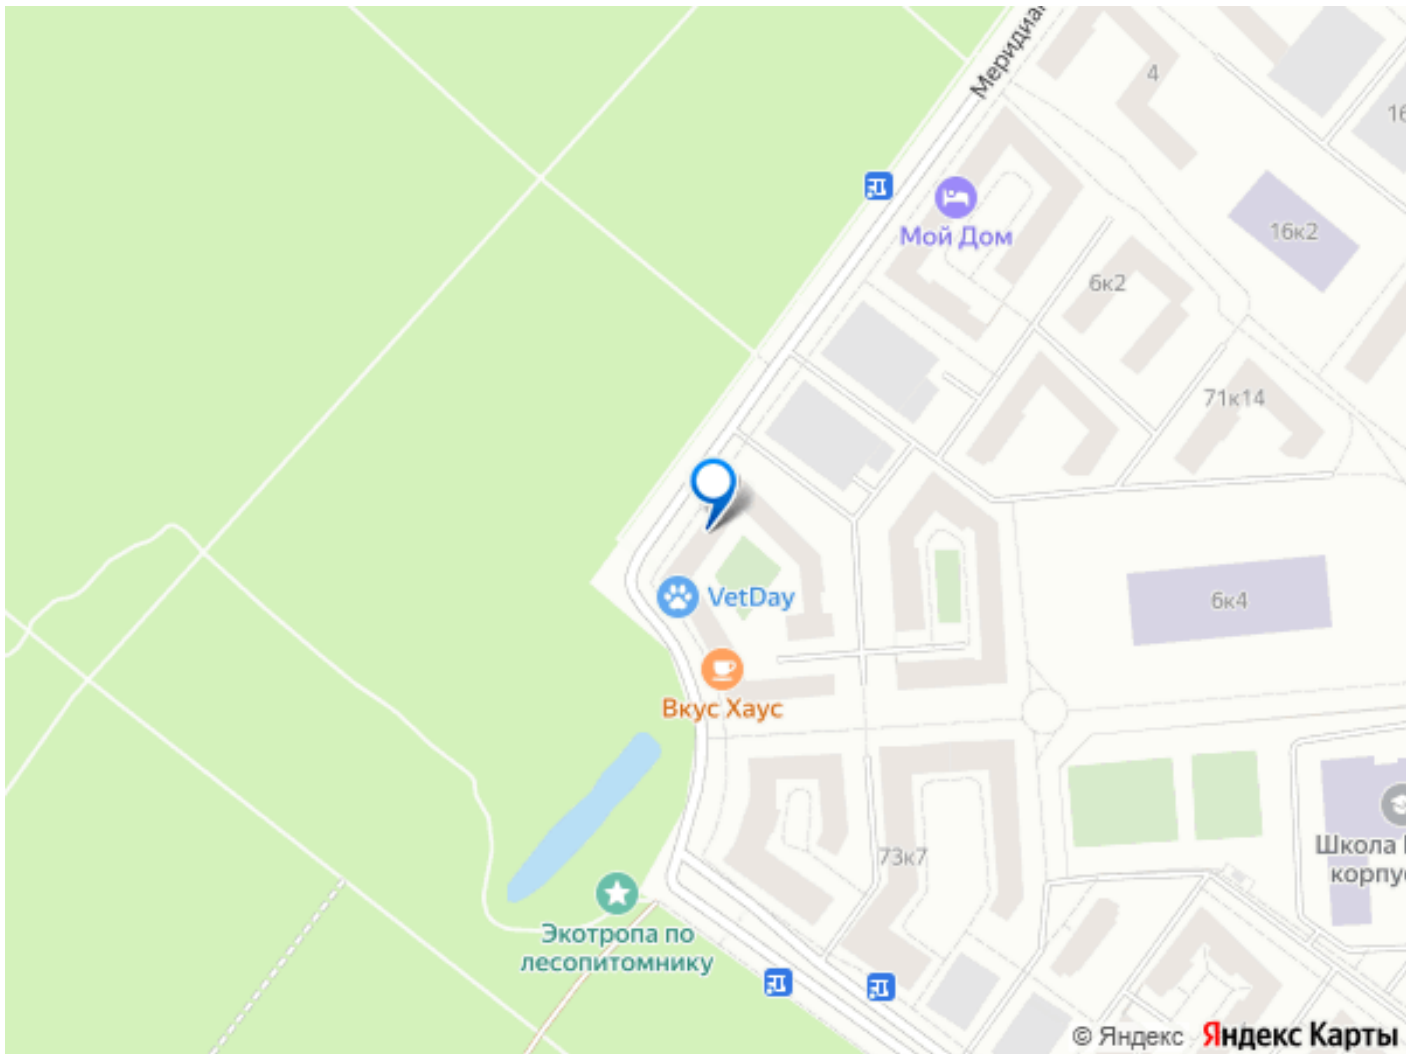 Меридиа
4
16
16к2
Мой Дом
6к2
71к14
VetDay
6к4
Вкус Хаус
73к7
Школа
корпу
Экотропа по
лесопитомнику
© Яндекс Яндекс Карты